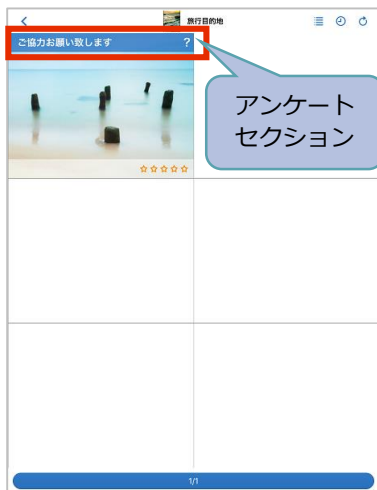 旅行目的地
ご協力お願い致します ?
アンケート
セクション
1/1